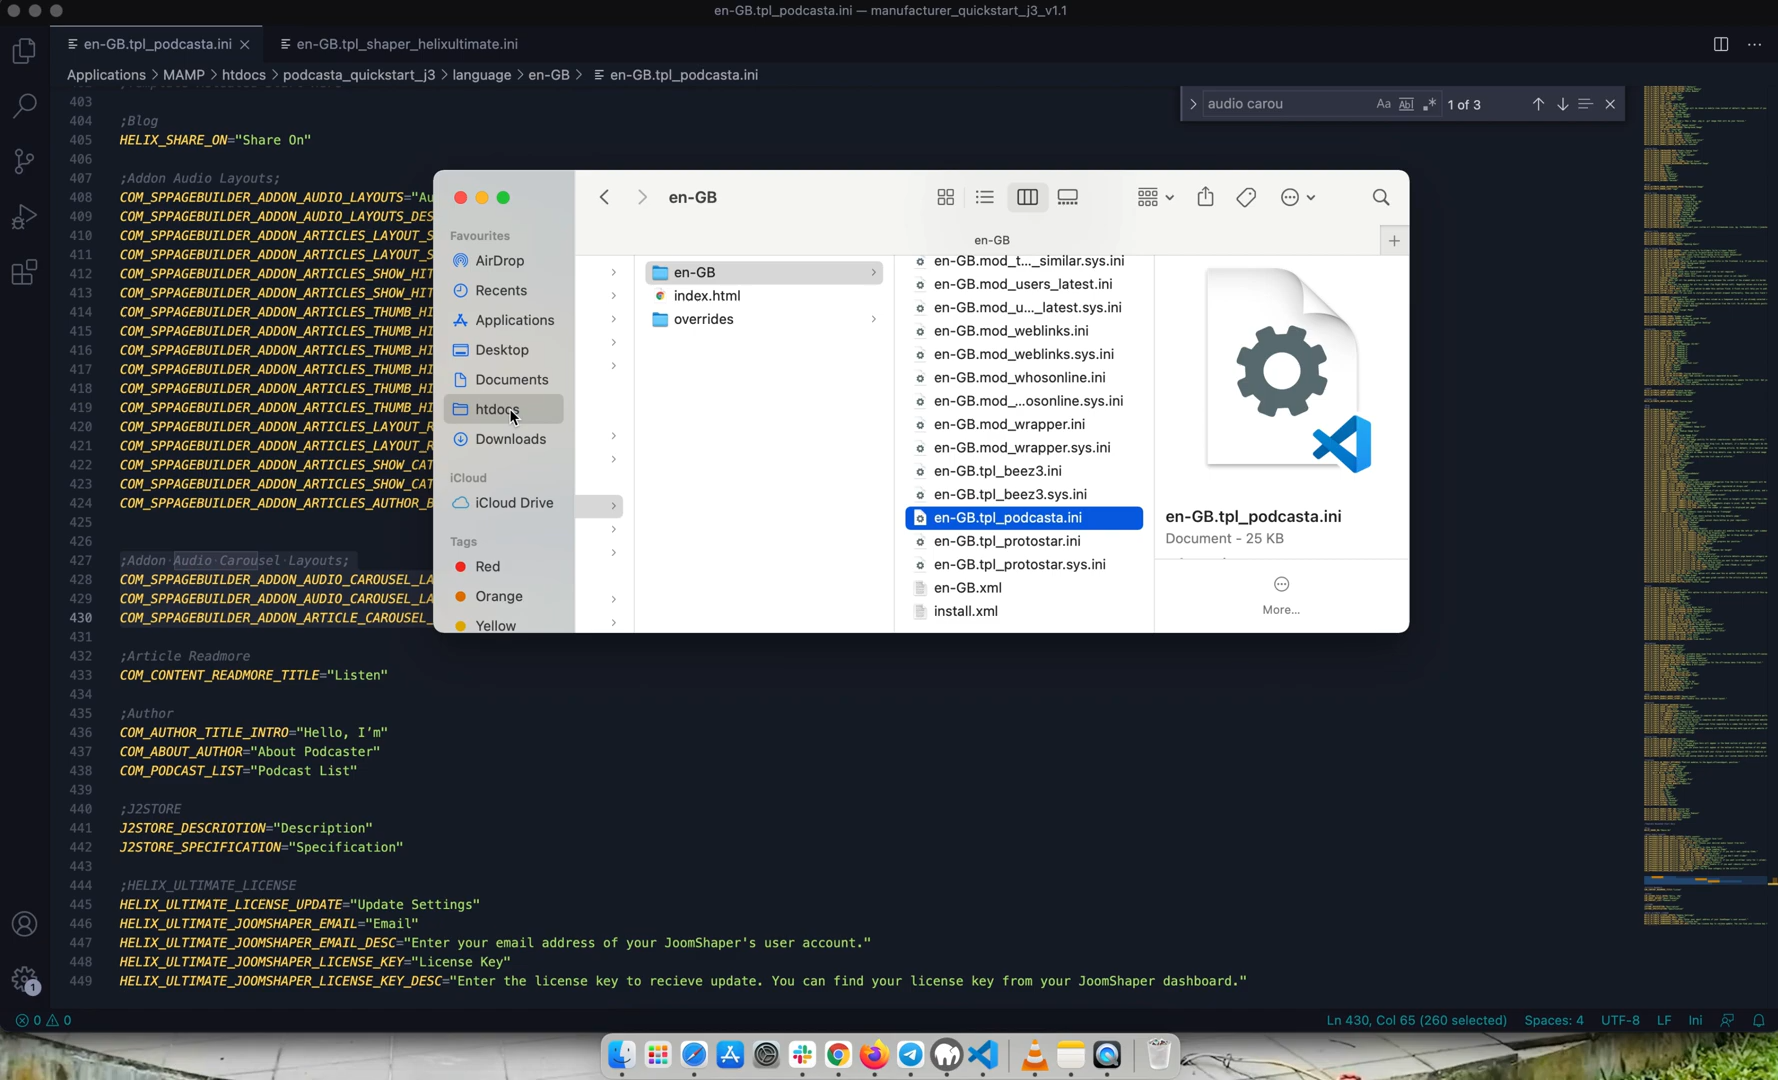 en-GB.tpl_podcasta.ini — manufacturer_quickstart_j3_v1.1
en-GB.tpl_podcasta.ini
en-GB.tpl_shaper_helixultimate.ini
Applications > MAMP > htdocs > podcasta_quickstart_j3 > language > en-GB > en-GB.tpl_podcasta.ini
audio carou
Aa Abl .* 1 of 3
403
404 ;Blog
405 HELIX_SHARE_ON="Share On"
406
407 ;Addon Audio Layouts;
408 COM_SPPAGEBUILDER_ADDON_AUDIO_LAYOUTS="Au
409 COM_SPPAGEBUILDER_ADDON_AUDIO_LAYOUTS_DES
410 COM_SPPAGEBUILDER_ADDON_ARTICLES_LAYOUT_S
411 COM_SPPAGEBUILDER_ADDON_ARTICLES_LAYOUT_S
412 COM_SPPAGEBUILDER_ADDON_ARTICLES_SHOW_HIT
413 COM_SPPAGEBUILDER_ADDON_ARTICLES_SHOW_HIT
414 COM_SPPAGEBUILDER_ADDON_ARTICLES_THUMB_HI
415 COM_SPPAGEBUILDER_ADDON_ARTICLES_THUMB_HI
416 COM_SPPAGEBUILDER_ADDON_ARTICLES_THUMB_HI
417 COM_SPPAGEBUILDER_ADDON_ARTICLES_THUMB_HI
418 COM_SPPAGEBUILDER_ADDON_ARTICLES_THUMB_HI
419 COM_SPPAGEBUILDER_ADDON_ARTICLES_THUMB_HI
420 COM_SPPAGEBUILDER_ADDON_ARTICLES_LAYOUT_R
421 COM_SPPAGEBUILDER_ADDON_ARTICLES_LAYOUT_R
422 COM_SPPAGEBUILDER_ADDON_ARTICLES_SHOW_CAT
423 COM_SPPAGEBUILDER_ADDON_ARTICLES_SHOW_CAT
424 COM_SPPAGEBUILDER_ADDON_ARTICLES_AUTHOR_B
425
426
427 ;Addon Audio Carousel Layouts;
428 COM_SPPAGEBUILDER_ADDON_AUDIO_CAROUSEL_LA
429 COM_SPPAGEBUILDER_ADDON_AUDIO_CAROUSEL_LA
430 COM_SPPAGEBUILDER_ADDON_ARTICLE_CAROUSEL_
431
432 ;Article Readmore
433 COM_CONTENT_READMORE_TITLE="Listen"
434
435 ;Author
436 COM_AUTHOR_TITLE_INTRO="Hello, I’m"
437 COM_ABOUT_AUTHOR="About Podcaster"
438 COM_PODCAST_LIST="Podcast List"
439
440 ;J2STORE
441 J2STORE_DESCRIOTION="Description"
442 J2STORE_SPECIFICATION="Specification"
443
444 ;HELIX_ULTIMATE_LICENSE
445 HELIX_ULTIMATE_LICENSE_UPDATE="Update Settings"
446 HELIX_ULTIMATE_JOOMSHAPER_EMAIL="Email"
447 HELIX_ULTIMATE_JOOMSHAPER_EMAIL_DESC="Enter your email address of your JoomShaper's user account."
448 HELIX_ULTIMATE_JOOMSHAPER_LICENSE_KEY="License Key"
449 HELIX_ULTIMATE_JOOMSHAPER_LICENSE_KEY_DESC="Enter the license key to recieve update. You can find your license key from your JoomShaper dashboard."
en-GB
en-GB
Favourites
AirDrop
Recents
Applications
Desktop
Documents
htdocs
Downloads
iCloud
iCloud Drive
Tags
Red
Orange
Yellow
en-GB
index.html
overrides
en-GB.mod_t..._similar.sys.ini
en-GB.mod_users_latest.ini
en-GB.mod_u..._latest.sys.ini
en-GB.mod_weblinks.ini
en-GB.mod_weblinks.sys.ini
en-GB.mod_whosonline.ini
en-GB.mod_...osonline.sys.ini
en-GB.mod_wrapper.ini
en-GB.mod_wrapper.sys.ini
en-GB.tpl_beez3.ini
en-GB.tpl_beez3.sys.ini
en-GB.tpl_podcasta.ini
en-GB.tpl_protostar.ini
en-GB.tpl_protostar.sys.ini
en-GB.xml
install.xml
en-GB.tpl_podcasta.ini
Document - 25 KB
More...
1
0 0
Ln 430, Col 65 (260 selected) Spaces: 4 UTF-8 LF Ini